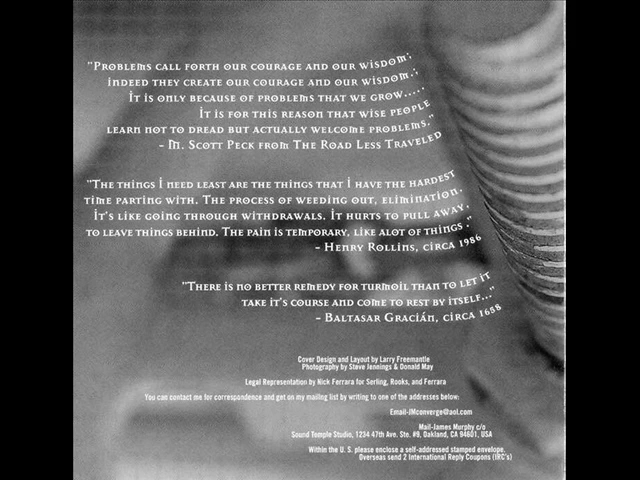 "Problems call forth our courage and our wisdom;
indeed they create our courage and our wisdom.;
It is only because of problems that we grow.....
It is for this reason that wise people
learn not to dread but actually welcome problems."
- M. Scott Peck from The Road Less Traveled
"The things I need least are the things that I have the hardest
time parting with. The process of weeding out, elimination.
It's like going through withdrawals. It hurts to pull away,
to leave things behind. The pain is temporary, like alot of things."
- Henry Rollins, circa 1986
"There is no better remedy for turmoil than to let it
take it's course and come to rest by itself..."
- Baltasar Gracián, circa 1658
Cover Design and Layout by Larry Freemantle
Photography by Steve Jennings & Donald May
Legal Representation by Nick Ferrara for Serling, Rooks, and Ferrara
You can contact me for correspondence and get on my mailing list by writing to one of the addresses below:
Email-JMconverge@aol.com
Mail-James Murphy c/o
Sound Temple Studio, 1234 47th Ave. Ste. #9, Oakland, CA 94601, USA
Within the U. S. please enclose a self-addressed stamped envelope.
Overseas send 2 International Reply Coupons (IRC's)